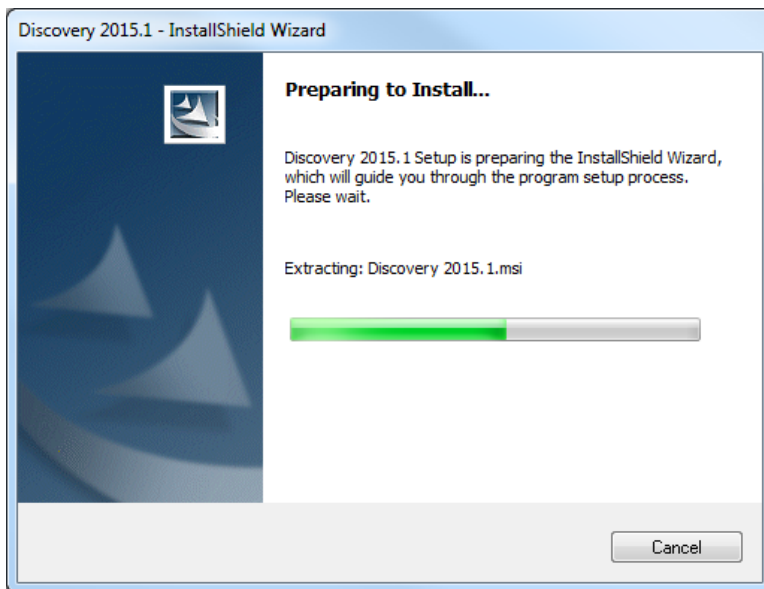 Discovery 2015.1 - InstallShield Wizard
Preparing to Install...
Discovery 2015.1 Setup is preparing the InstallShield Wizard,
which will guide you through the program setup process.
Please wait.
Extracting: Discovery 2015.1.msi
Cancel